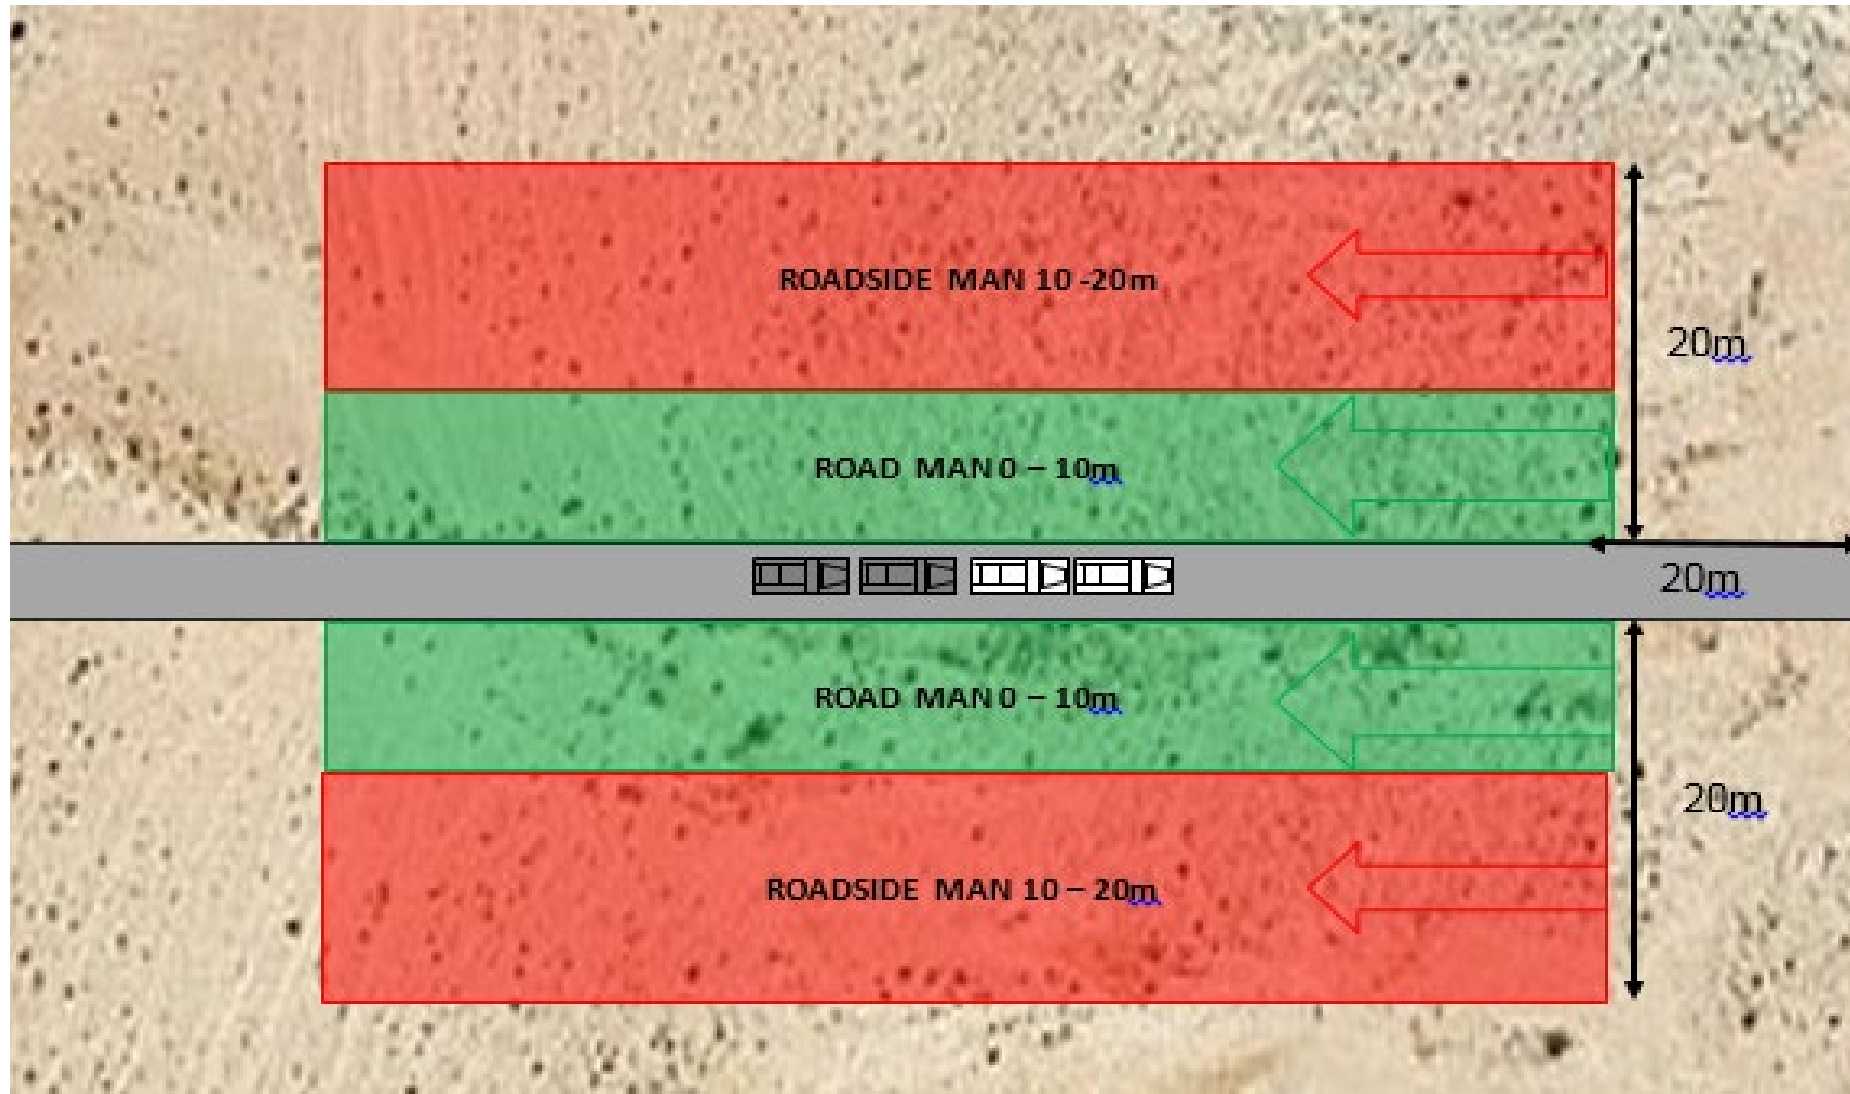 ROADSIDE MAN 10 -20m
20m
ROAD MAN 0 – 10m
20m
ROAD MAN 0 – 10m
20m
ROADSIDE MAN 10 – 20m